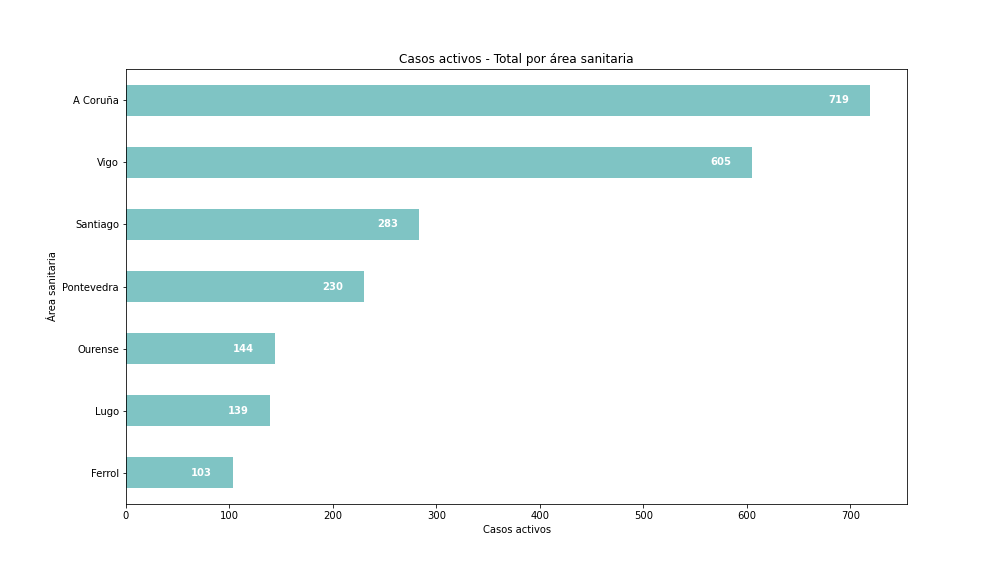 Casos activos - Total por área sanitaria
A Coruña
719
Vigo
605
Santiago
283
Pontevedra
230
Ourense
144
Lugo
139
Ferrol
103
Área sanitaria
0 100 200 300 400 500 600 700
Casos activos